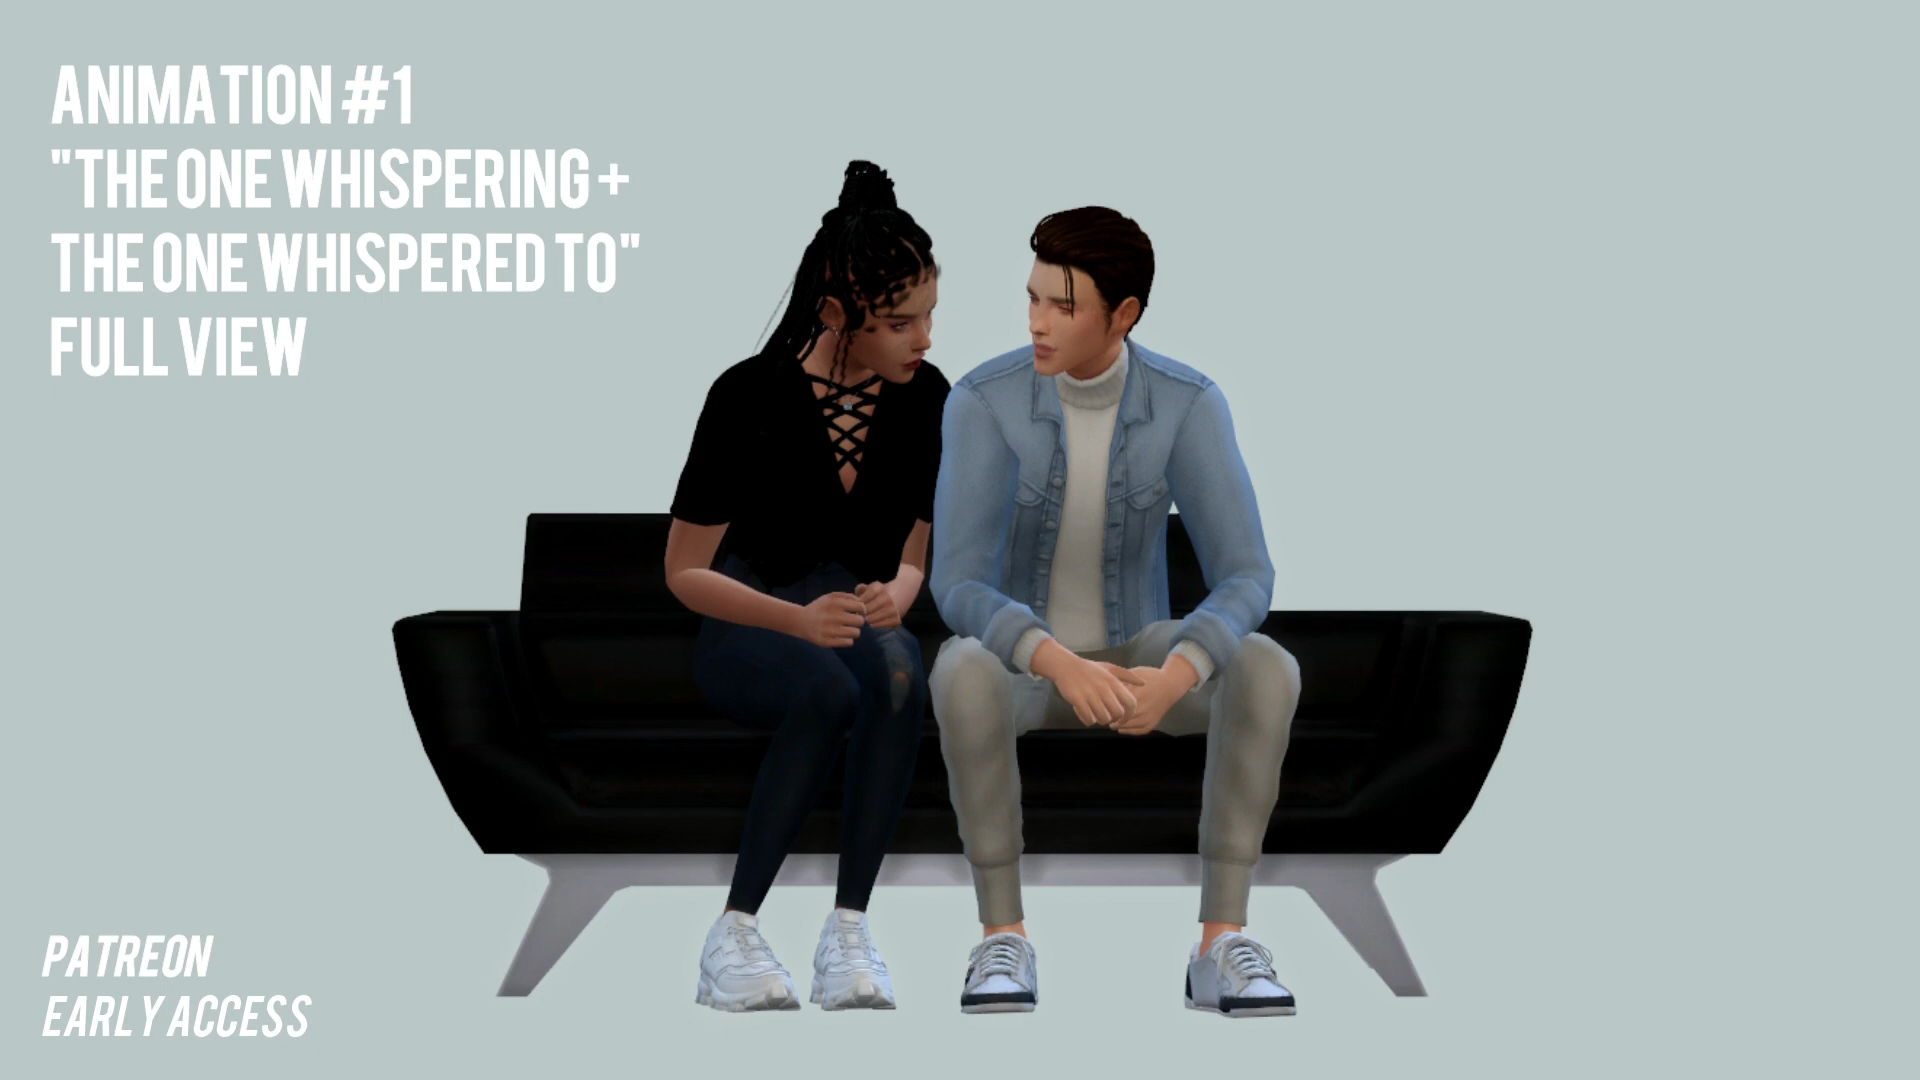 ANIMATION #1
"THE ONE WHISPERING +
THE ONE WHISPERED TO"
FULL VIEW
PATREON
EARLY ACCESS